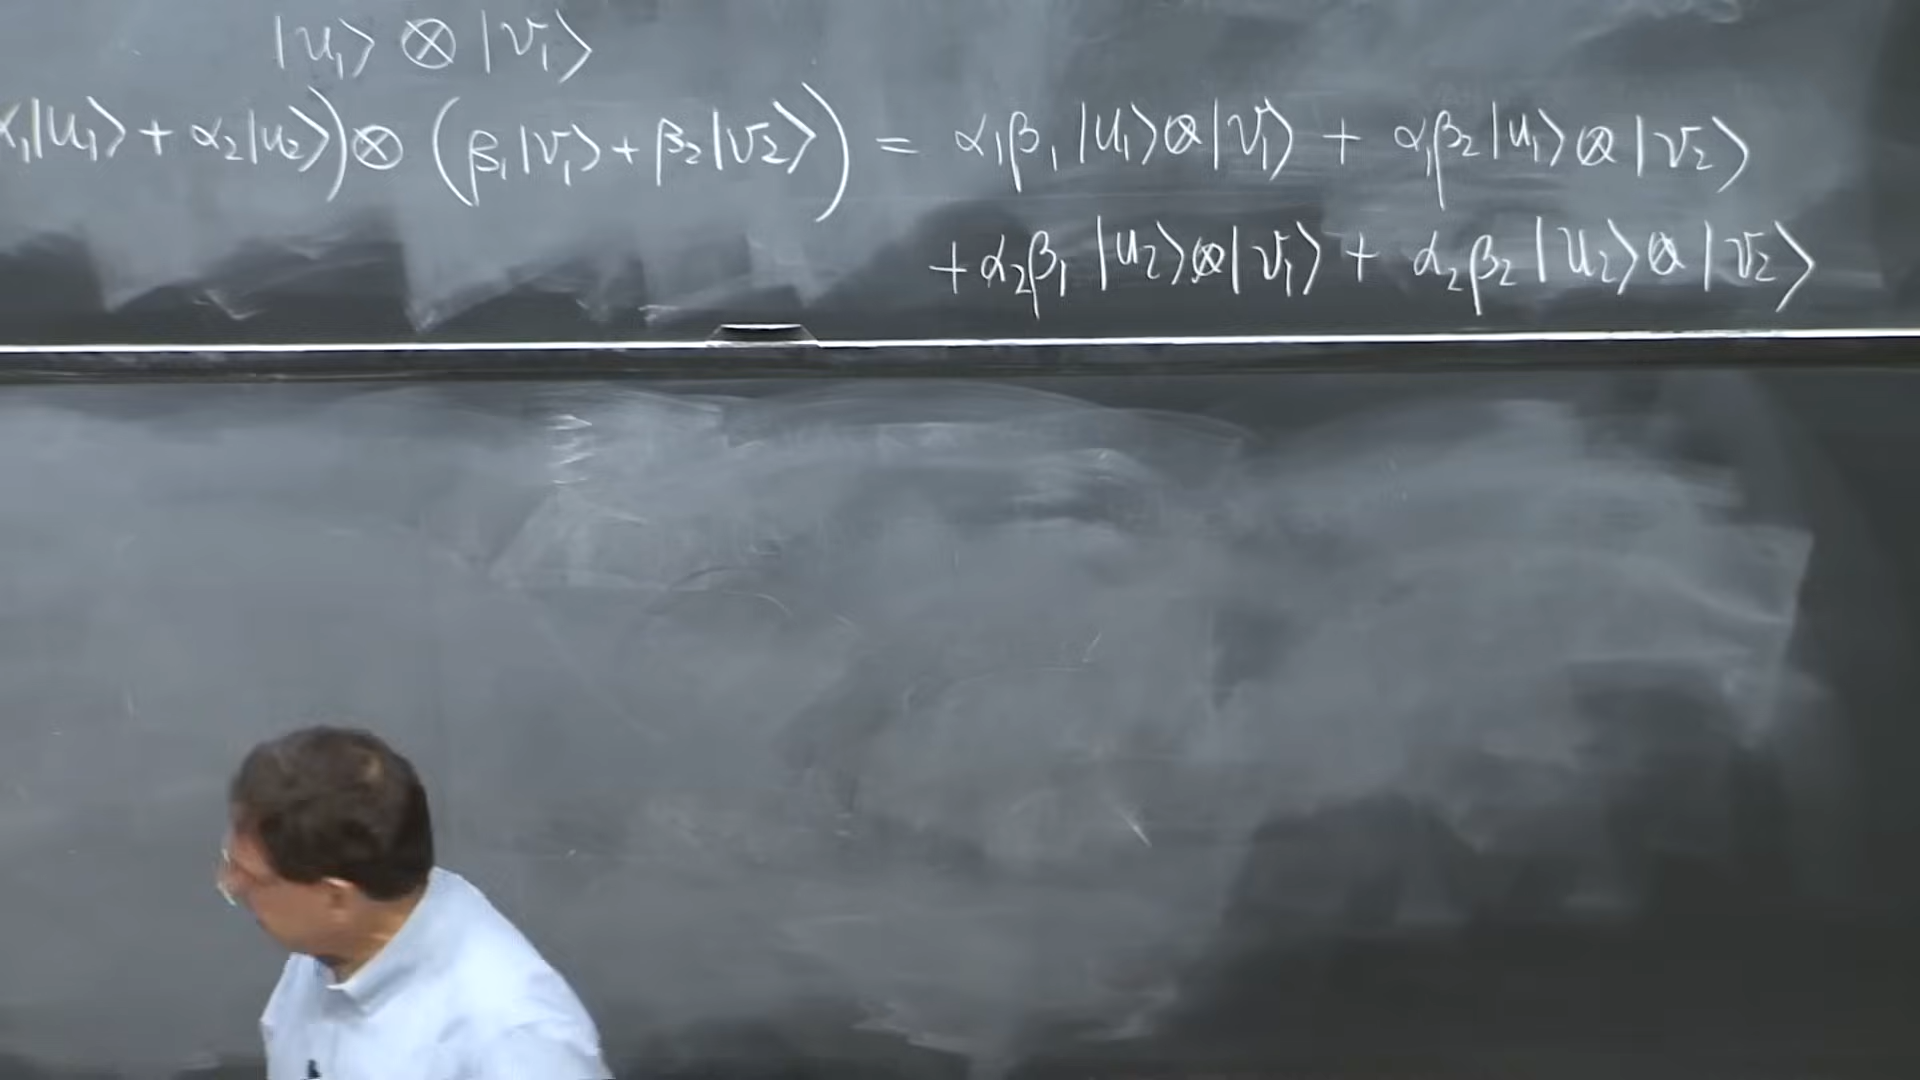 |u₁⟩ ⊗ |v₁⟩
α₁|u₁⟩ + α₂|u₂⟩) ⊗ (β₁|v₁⟩ + β₂|v₂⟩) = α₁β₁ |u₁⟩⊗|v₁⟩ + α₁β₂|u₁⟩⊗|v₂⟩
+ α₂β₁ |u₂⟩⊗|v₁⟩ + α₂β₂|u₂⟩⊗|v₂⟩